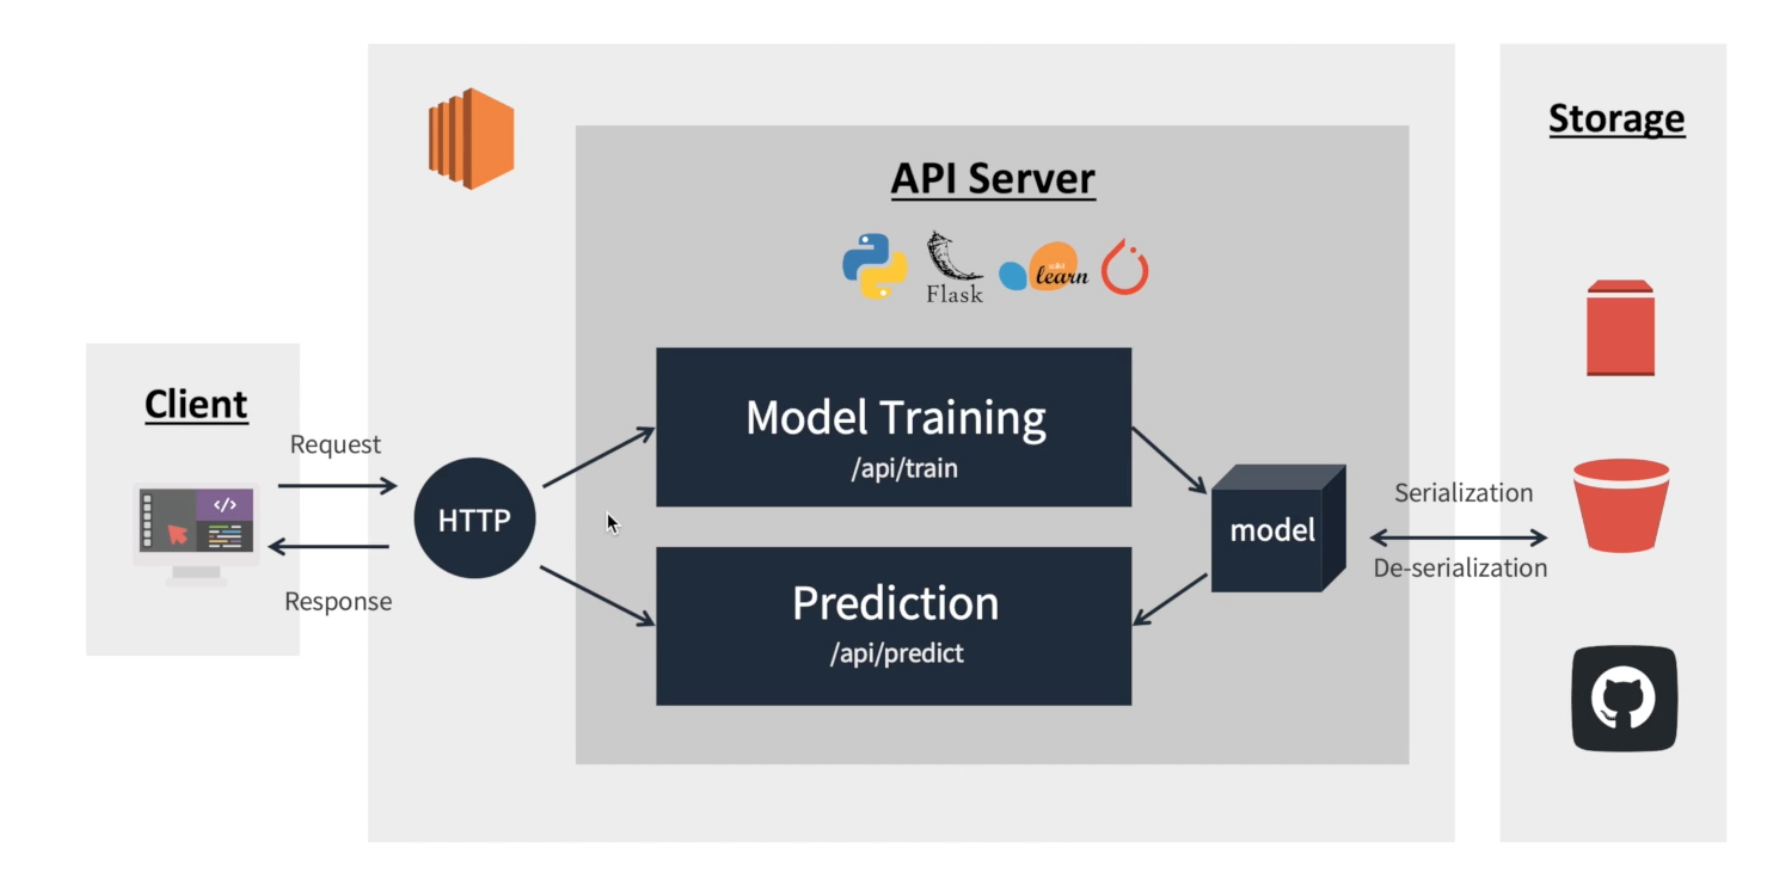 Storage
API Server
Flask
scikit
learn
Client
</>
Request
Response
HTTP
Model Training
/api/train
Prediction
/api/predict
model
Serialization
De-serialization